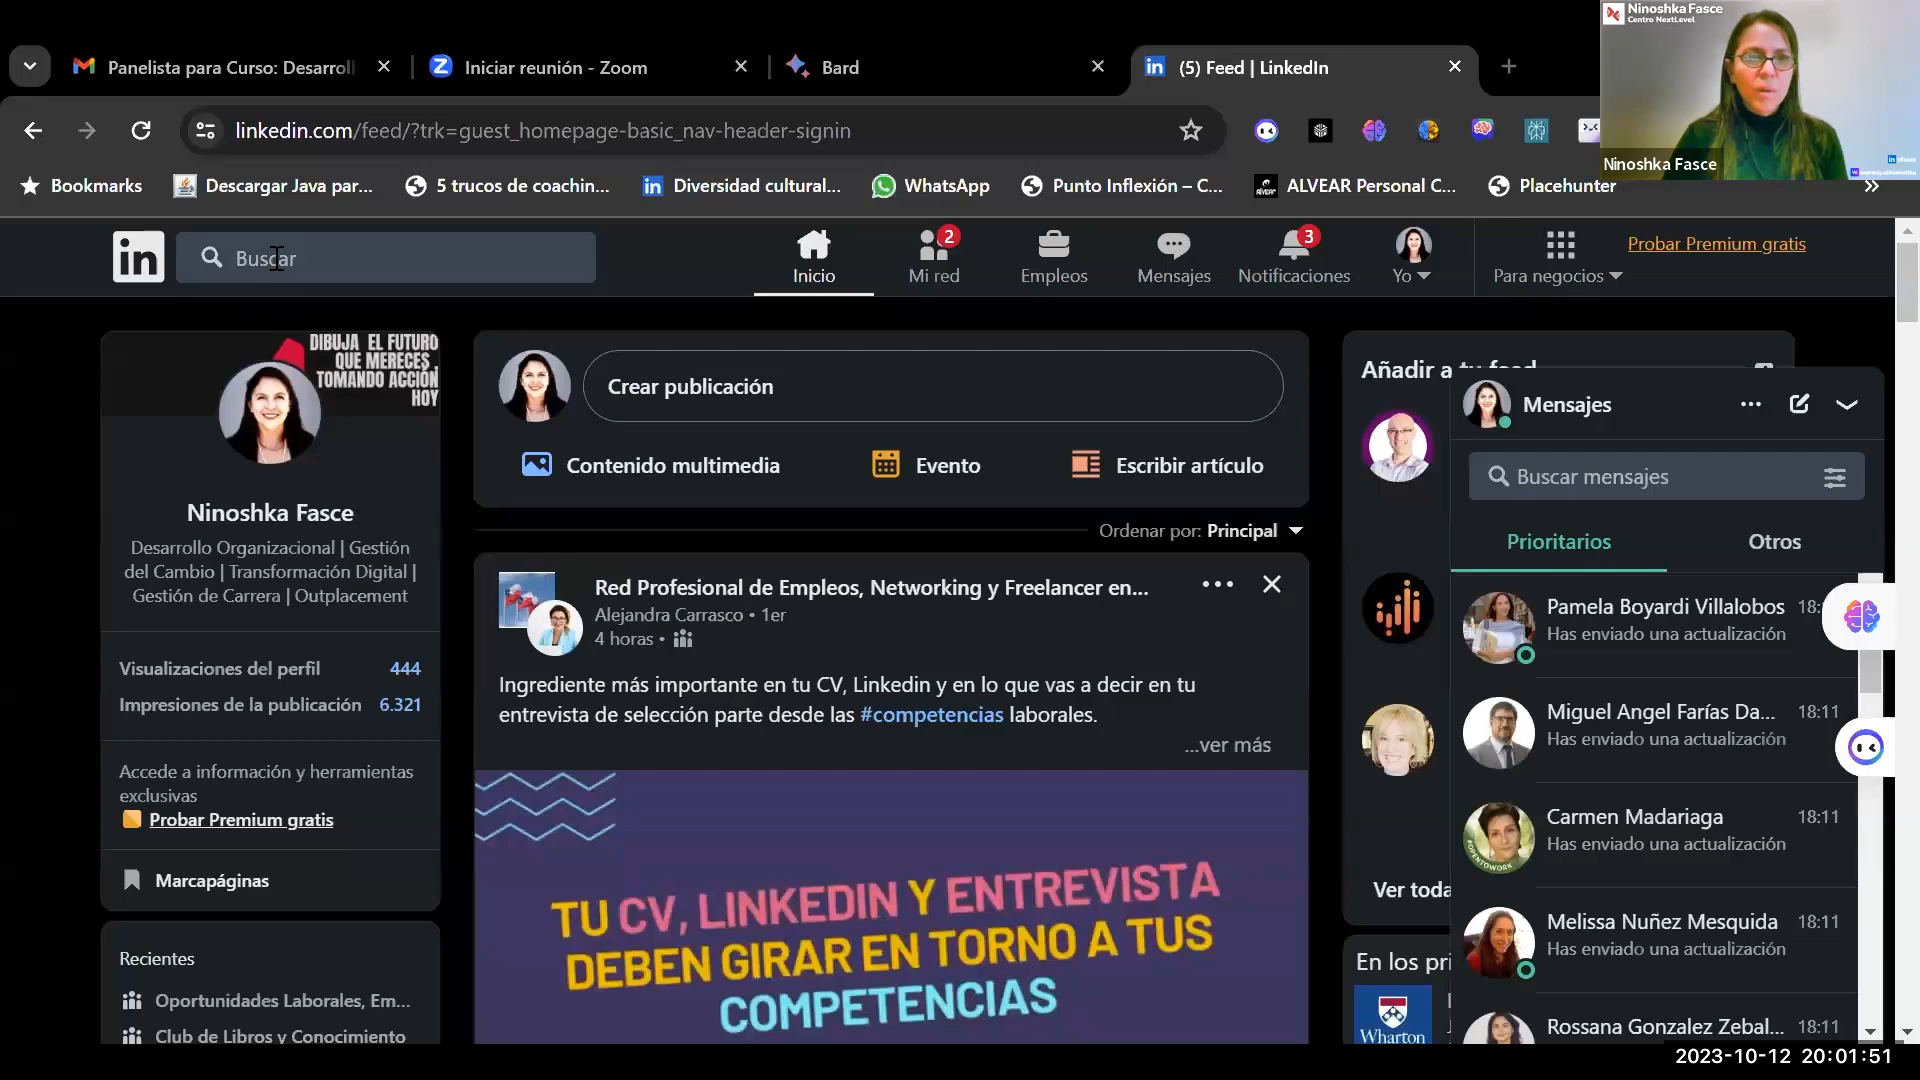 Panelista para Curso: Desarroll
Iniciar reunión - Zoom
Bard
(5) Feed | LinkedIn
Ninoshka Fasce
Centro NextLevel
Ninoshka Fasce
linkedin.com/feed/?trk=guest_homepage-basic_nav-header-signin
Bookmarks
Descargar Java par...
5 trucos de coachin...
Diversidad cultural...
WhatsApp
Punto Inflexión – C...
ALVEAR Personal C...
Placehunter
in
Buscar
Inicio
2
Mi red
Empleos
Mensajes
3
Notificaciones
Yo
Para negocios
Probar Premium gratis
DIBUJA EL FUTURO
QUE MERECES,
TOMANDO ACCIÓN
HOY
Ninoshka Fasce
Desarrollo Organizacional | Gestión
del Cambio | Transformación Digital |
Gestión de Carrera | Outplacement
Visualizaciones del perfil 444
Impresiones de la publicación 6.321
Accede a información y herramientas
exclusivas
Probar Premium gratis
Marcapáginas
Recientes
Oportunidades Laborales, Em...
Club de Libros y Conocimiento
Crear publicación
Contenido multimedia
Evento
Escribir artículo
Ordenar por: Principal
Red Profesional de Empleos, Networking y Freelancer en...
Alejandra Carrasco • 1er
4 horas •
Ingrediente más importante en tu CV, Linkedin y en lo que vas a decir en tu
entrevista de selección parte desde las #competencias laborales.
...ver más
TU CV, LINKEDIN Y ENTREVISTA
DEBEN GIRAR EN TORNO A TUS
COMPETENCIAS
Añadir a tu feed
Ver toda
En los pri
Wharton
Mensajes
Buscar mensajes
Prioritarios
Otros
Pamela Boyardi Villalobos 18:
Has enviado una actualización
Miguel Angel Farías Da... 18:11
Has enviado una actualización
Carmen Madariaga 18:11
Has enviado una actualización
#OPENTOWORK
Melissa Nuñez Mesquida 18:11
Has enviado una actualización
Rossana Gonzalez Zebal... 18:11
2023-10-12 20:01:51